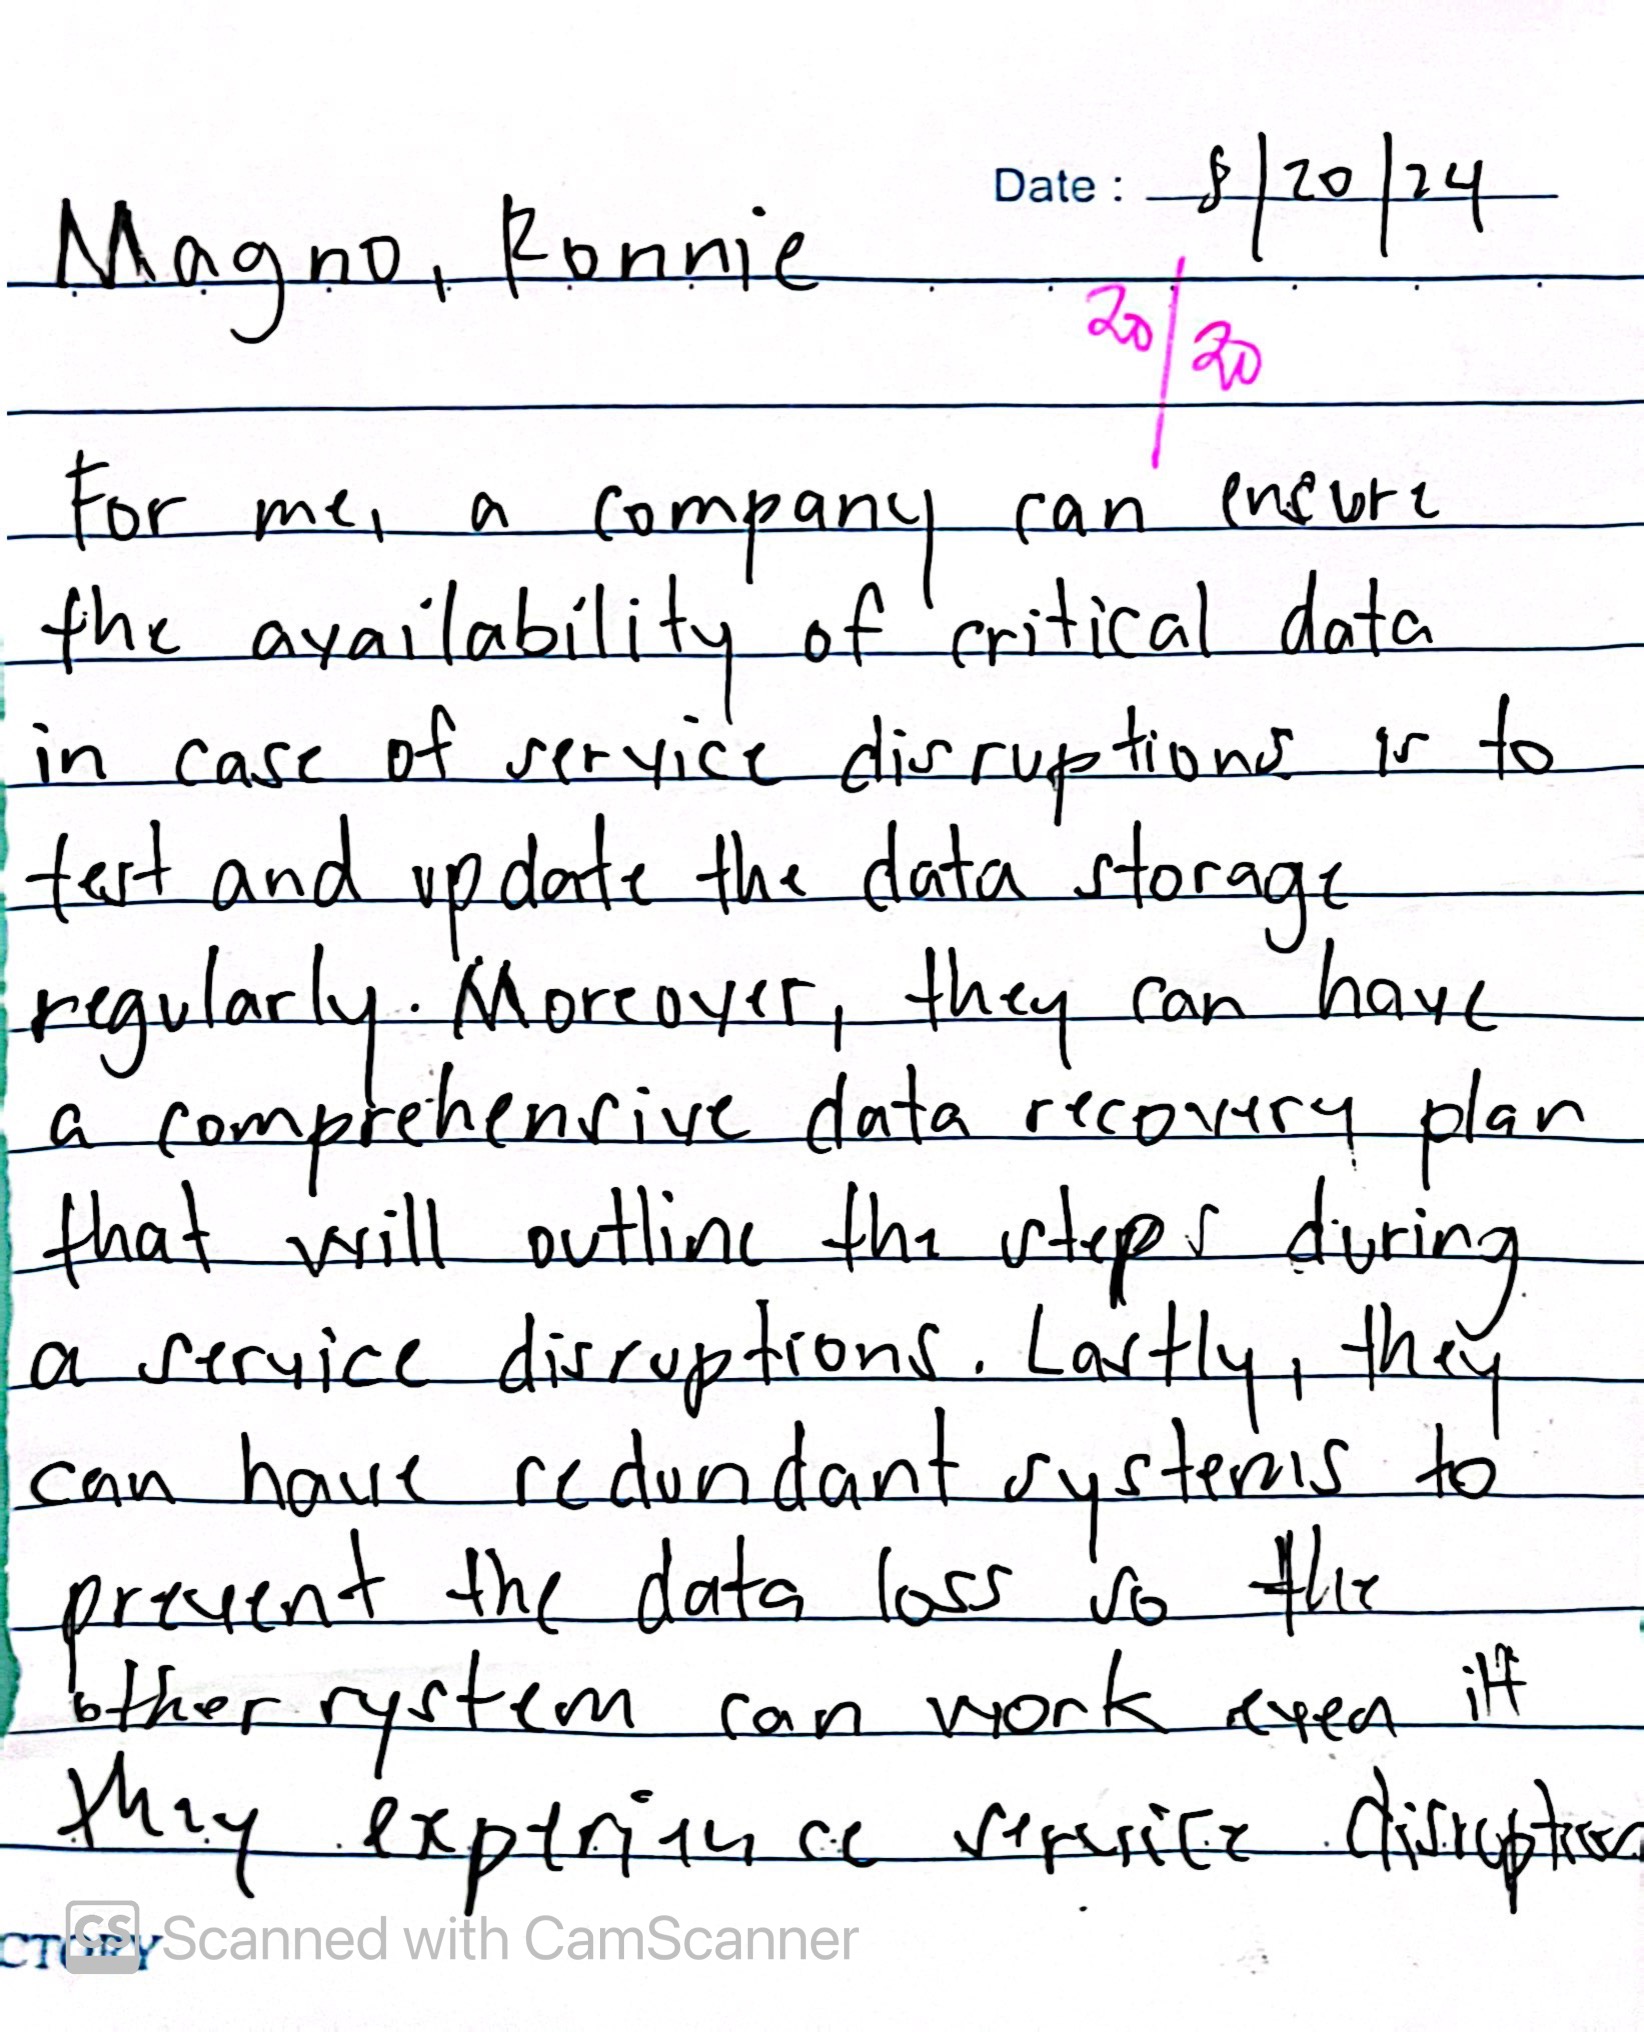 Date: 8/20/24
Magno, Ronnie
20/20
For me, a company can ensure
the availability of critical data
in case of service disruptions is to
test and update the data storage
regularly. Moreover, they can have
a comprehensive data recovery plan
that will outline the steps during
a service disruptions. Lastly, they
can have redundant systems to
prevent the data loss so the
other system can work even if
they experience service disruption
CS Scanned with CamScanner